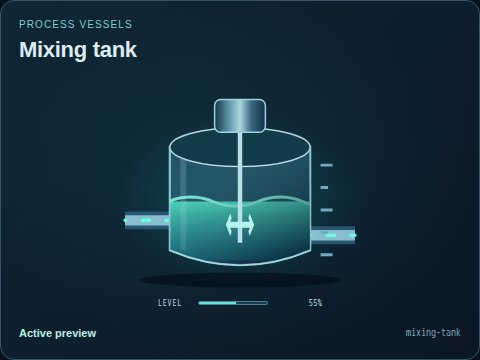 PROCESS VESSELS
Mixing tank
LEVEL 55%
Active preview
mixing-tank